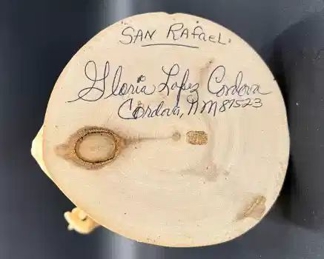 SAN RAFAEL.
Gloria Lopez Cordova
Cordova, NM 87523